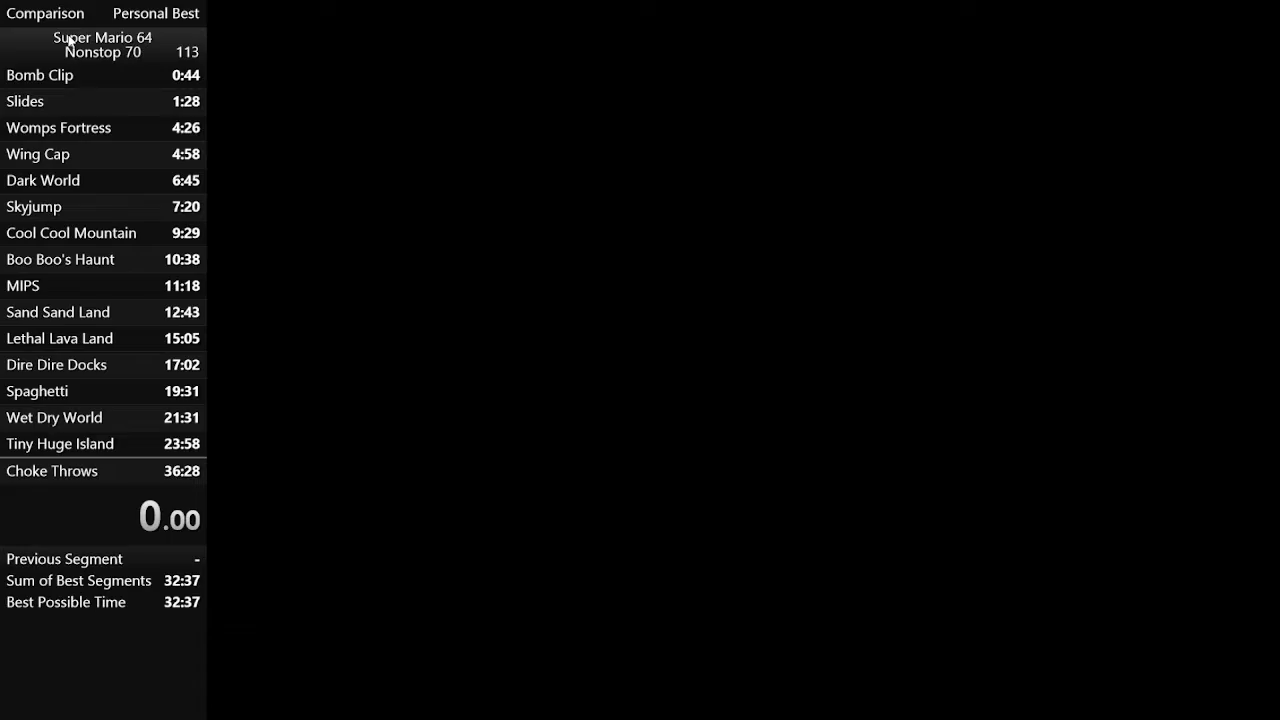 Comparison Personal Best
Super Mario 64
Nonstop 70 113
Bomb Clip 0:44
Slides 1:28
Womps Fortress 4:26
Wing Cap 4:58
Dark World 6:45
Skyjump 7:20
Cool Cool Mountain 9:29
Boo Boo's Haunt 10:38
MIPS 11:18
Sand Sand Land 12:43
Lethal Lava Land 15:05
Dire Dire Docks 17:02
Spaghetti 19:31
Wet Dry World 21:31
Tiny Huge Island 23:58
Choke Throws 36:28
0.00
Previous Segment -
Sum of Best Segments 32:37
Best Possible Time 32:37